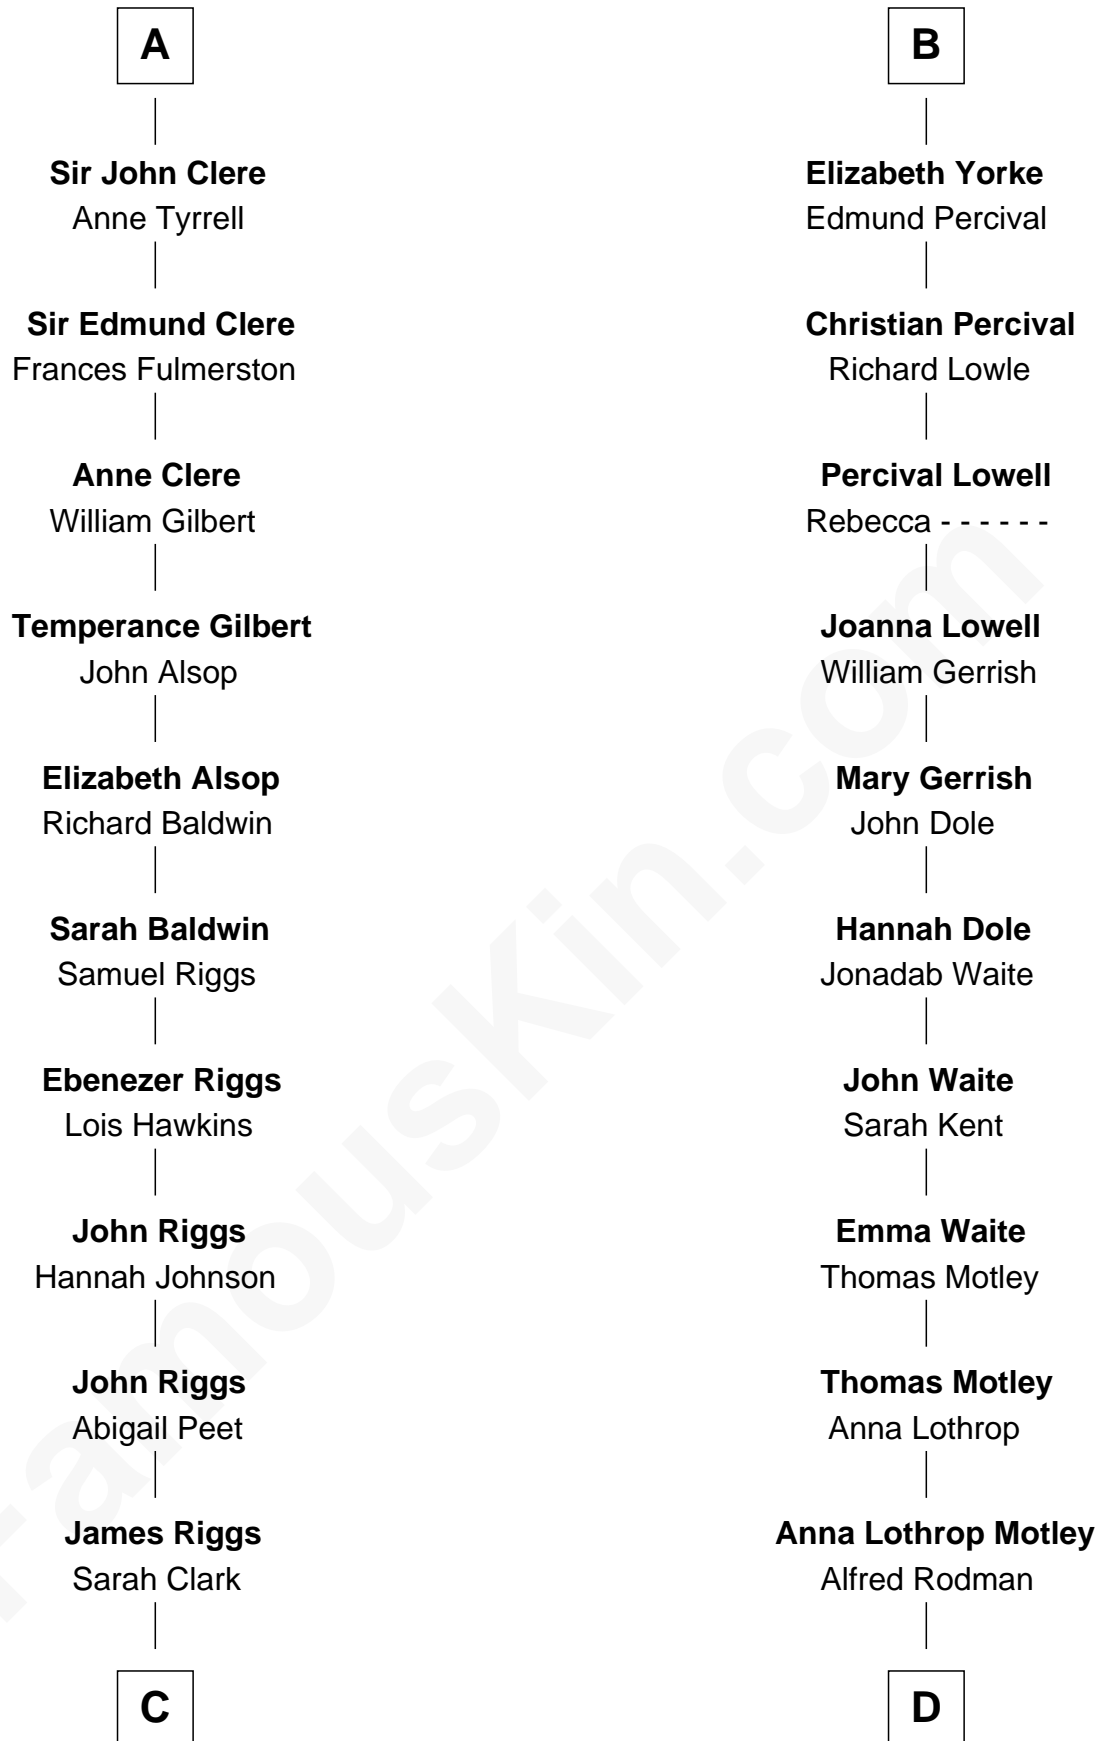 A
Sir John Clere
Anne Tyrrell
Sir Edmund Clere
Frances Fulmerston
Anne Clere
William Gilbert
Temperance Gilbert
John Alsop
Elizabeth Alsop
Richard Baldwin
Sarah Baldwin
Samuel Riggs
Ebenezer Riggs
Lois Hawkins
John Riggs
Hannah Johnson
John Riggs
Abigail Peet
James Riggs
Sarah Clark
C
B
Elizabeth Yorke
Edmund Percival
Christian Percival
Richard Lowle
Percival Lowell
Rebecca - - - - - -
Joanna Lowell
William Gerrish
Mary Gerrish
John Dole
Hannah Dole
Jonadab Waite
John Waite
Sarah Kent
Emma Waite
Thomas Motley
Thomas Motley
Anna Lothrop
Anna Lothrop Motley
Alfred Rodman
D
FamousKin.com